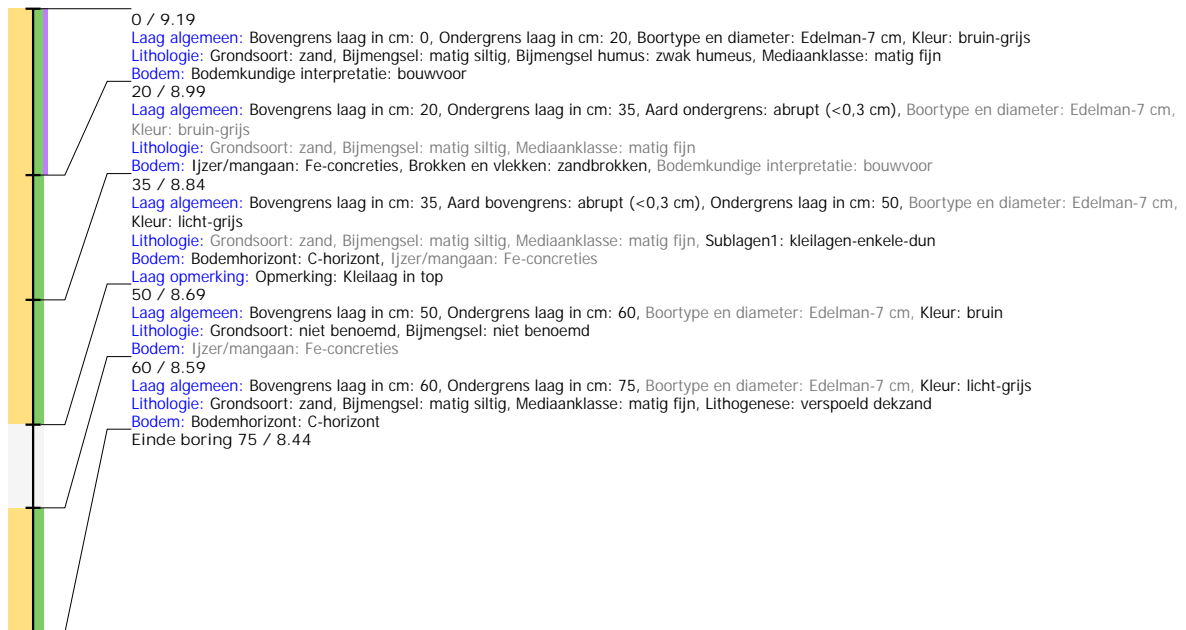 0 / 9.19
Laag algemeen: Bovengrens laag in cm: 0, Ondergrens laag in cm: 20, Boortype en diameter: Edelman-7 cm, Kleur: bruin-grijs
Lithologie: Grondsoort: zand, Bijmengsel: matig siltig, Bijmengsel humus: zwak humeus, Mediaanklasse: matig fijn
Bodem: Bodemkundige interpretatie: bouwvoor
20 / 8.99
Laag algemeen: Bovengrens laag in cm: 20, Ondergrens laag in cm: 35, Aard ondergrens: abrupt (<0,3 cm), Boortype en diameter: Edelman-7 cm,
Kleur: bruin-grijs
Lithologie: Grondsoort: zand, Bijmengsel: matig siltig, Mediaanklasse: matig fijn
Bodem: Ijzer/mangaan: Fe-concreties, Brokken en vlekken: zandbrokken, Bodemkundige interpretatie: bouwvoor
35 / 8.84
Laag algemeen: Bovengrens laag in cm: 35, Aard bovengrens: abrupt (<0,3 cm), Ondergrens laag in cm: 50, Boortype en diameter: Edelman-7 cm,
Kleur: licht-grijs
Lithologie: Grondsoort: zand, Bijmengsel: matig siltig, Mediaanklasse: matig fijn, Sublagen1: kleilagen-enkele-dun
Bodem: Bodemhorizont: C-horizont, Ijzer/mangaan: Fe-concreties
Laag opmerking: Opmerking: Kleilaag in top
50 / 8.69
Laag algemeen: Bovengrens laag in cm: 50, Ondergrens laag in cm: 60, Boortype en diameter: Edelman-7 cm, Kleur: bruin
Lithologie: Grondsoort: niet benoemd, Bijmengsel: niet benoemd
Bodem: Ijzer/mangaan: Fe-concreties
60 / 8.59
Laag algemeen: Bovengrens laag in cm: 60, Ondergrens laag in cm: 75, Boortype en diameter: Edelman-7 cm, Kleur: licht-grijs
Lithologie: Grondsoort: zand, Bijmengsel: matig siltig, Mediaanklasse: matig fijn, Lithogenese: verspoeld dekzand
Bodem: Bodemhorizont: C-horizont
Einde boring 75 / 8.44